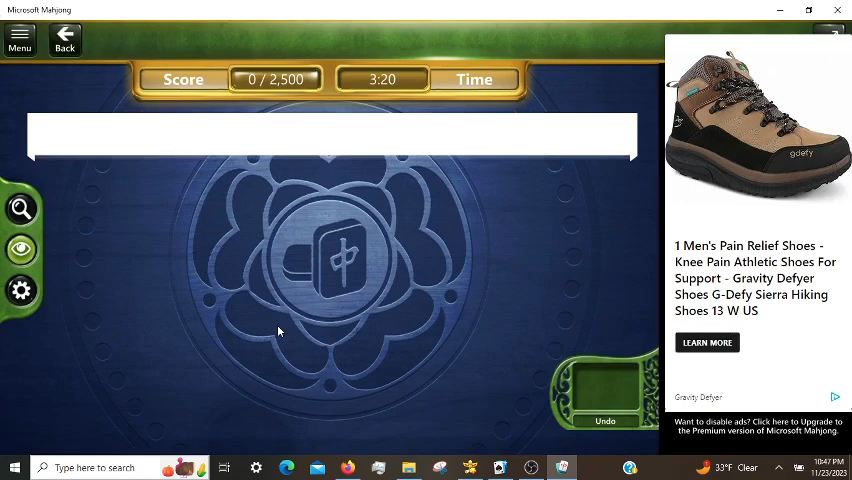 Microsoft Mahjong
Menu
Back
Score
0 / 2,500
3:20
Time
中
gdefy
1 Men's Pain Relief Shoes -
Knee Pain Athletic Shoes For
Support - Gravity Defyer
Shoes G-Defy Sierra Hiking
Shoes 13 W US
LEARN MORE
Gravity Defyer
Undo
Want to disable ads? Click here to Upgrade to
the Premium version of Microsoft Mahjong.
Type here to search
33°F Clear
10:47 PM
11/23/2023